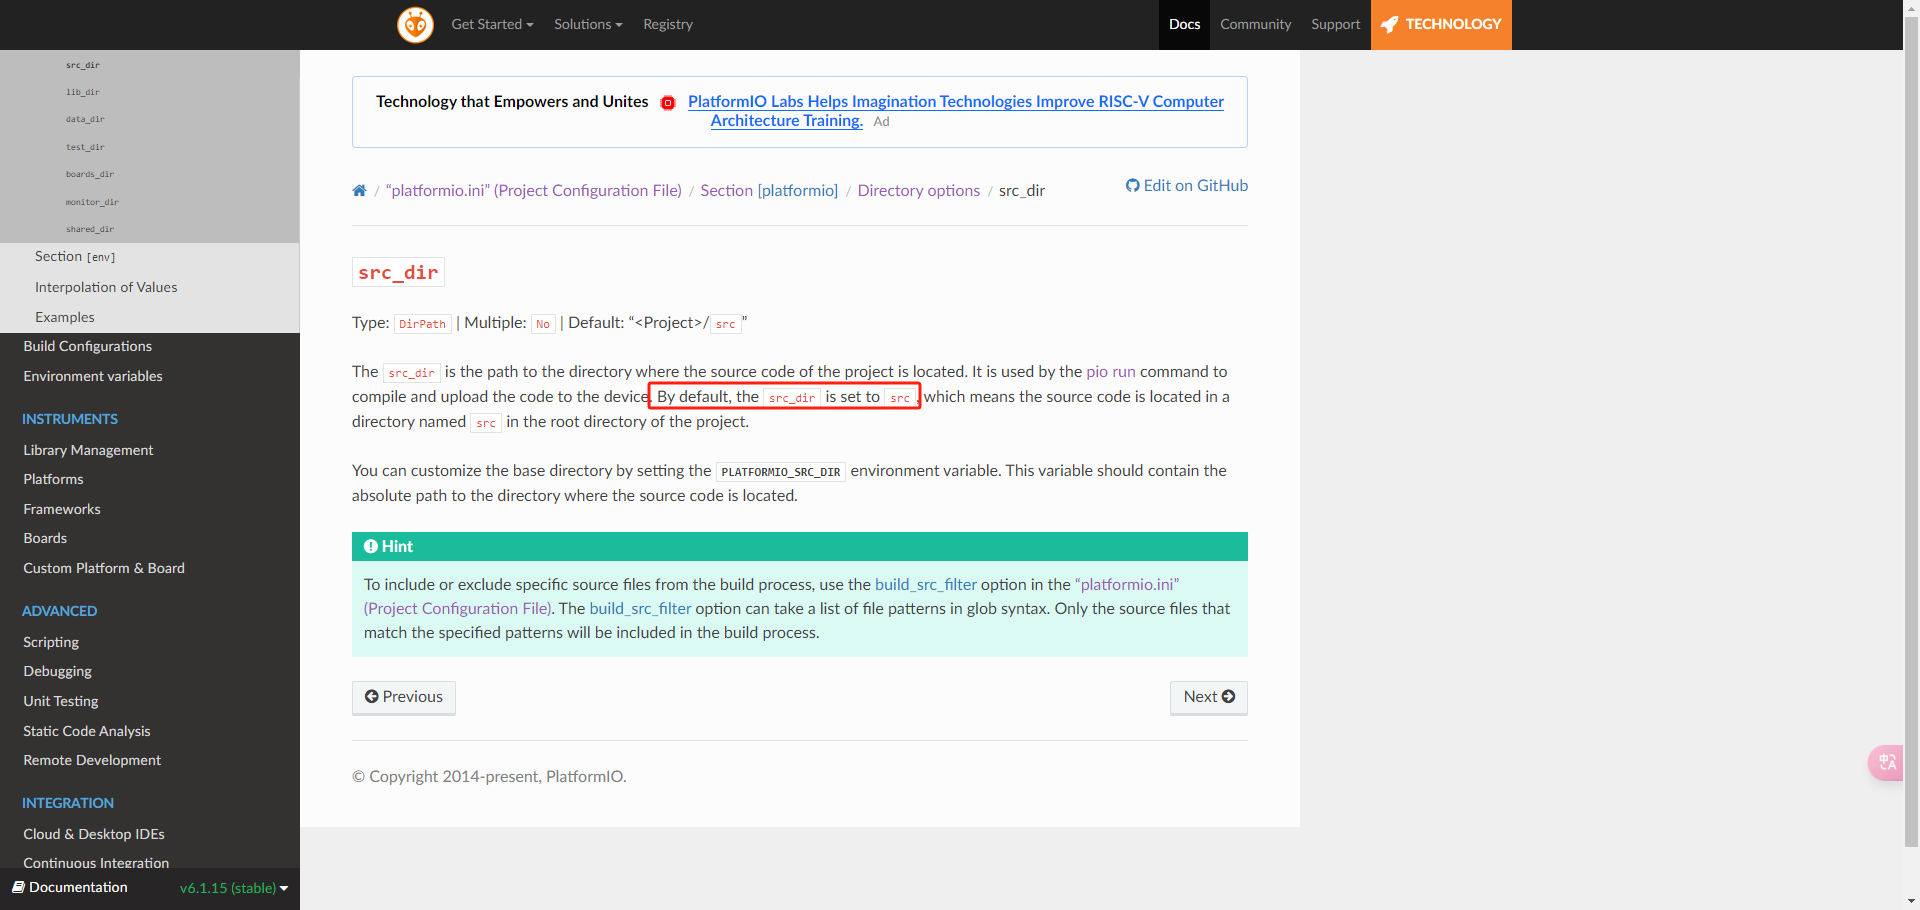 Get Started Solutions Registry Docs Community Support TECHNOLOGY
src_dir
lib_dir
data_dir
test_dir
boards_dir
monitor_dir
shared_dir
Section [env]
Interpolation of Values
Examples
Build Configurations
Environment variables
INSTRUMENTS
Library Management
Platforms
Frameworks
Boards
Custom Platform & Board
ADVANCED
Scripting
Debugging
Unit Testing
Static Code Analysis
Remote Development
INTEGRATION
Cloud & Desktop IDEs
Continuous Integration
Documentation v6.1.15 (stable)
Technology that Empowers and Unites PlatformIO Labs Helps Imagination Technologies Improve RISC-V Computer
Architecture Training. Ad
/ “platformio.ini” (Project Configuration File) / Section [platformio] / Directory options / src_dir Edit on GitHub
src_dir
Type: DirPath | Multiple: No | Default: “<Project>/src”
The src_dir is the path to the directory where the source code of the project is located. It is used by the pio run command to
compile and upload the code to the device. By default, the src_dir is set to src, which means the source code is located in a
directory named src in the root directory of the project.
You can customize the base directory by setting the PLATFORMIO_SRC_DIR environment variable. This variable should contain the
absolute path to the directory where the source code is located.
Hint
To include or exclude specific source files from the build process, use the build_src_filter option in the “platformio.ini”
(Project Configuration File). The build_src_filter option can take a list of file patterns in glob syntax. Only the source files that
match the specified patterns will be included in the build process.
Previous Next
© Copyright 2014-present, PlatformIO.
中A